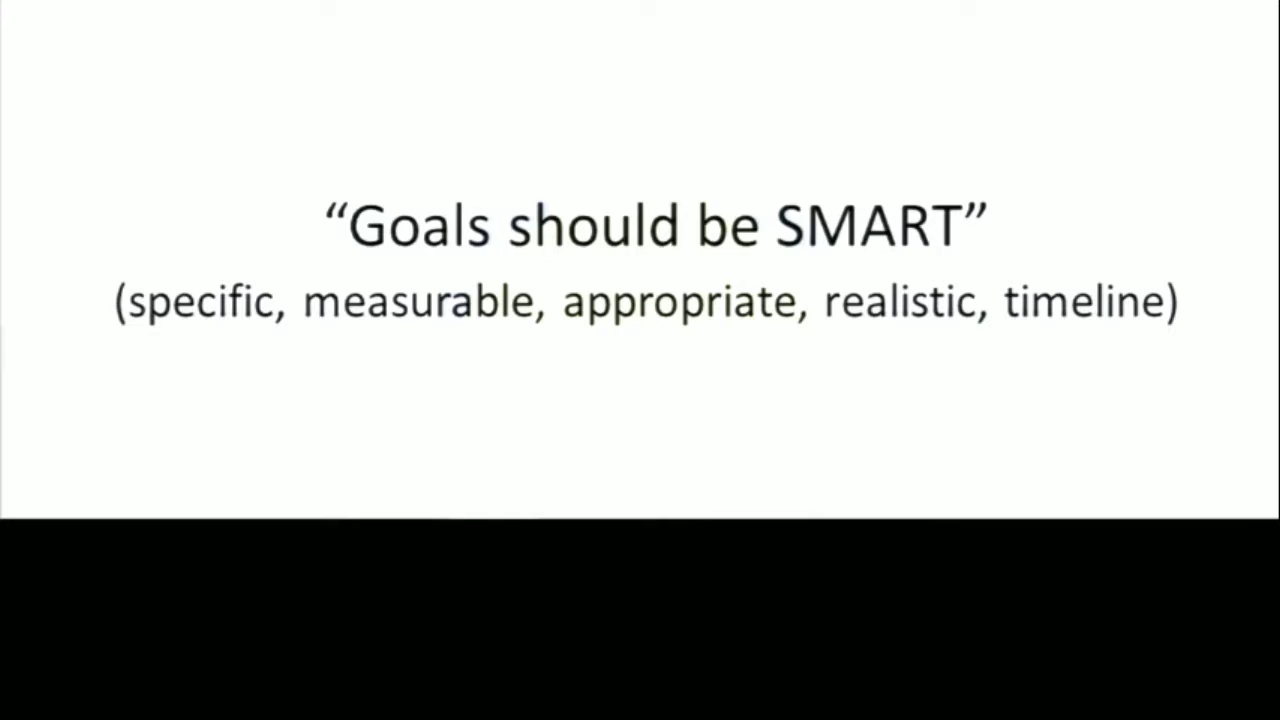 “Goals should be SMART”
(specific, measurable, appropriate, realistic, timeline)